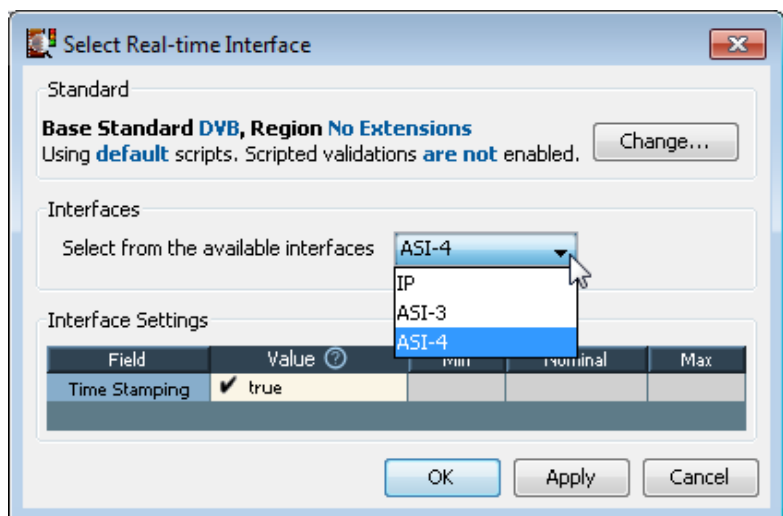 Select Real-time Interface
Standard
Base Standard DVB, Region No Extensions
Using default scripts. Scripted validations are not enabled.
Change...
Interfaces
Select from the available interfaces
ASI-4
IP
ASI-3
ASI-4
Interface Settings
Field Value Min Nominal Max
Time Stamping true
OK Apply Cancel